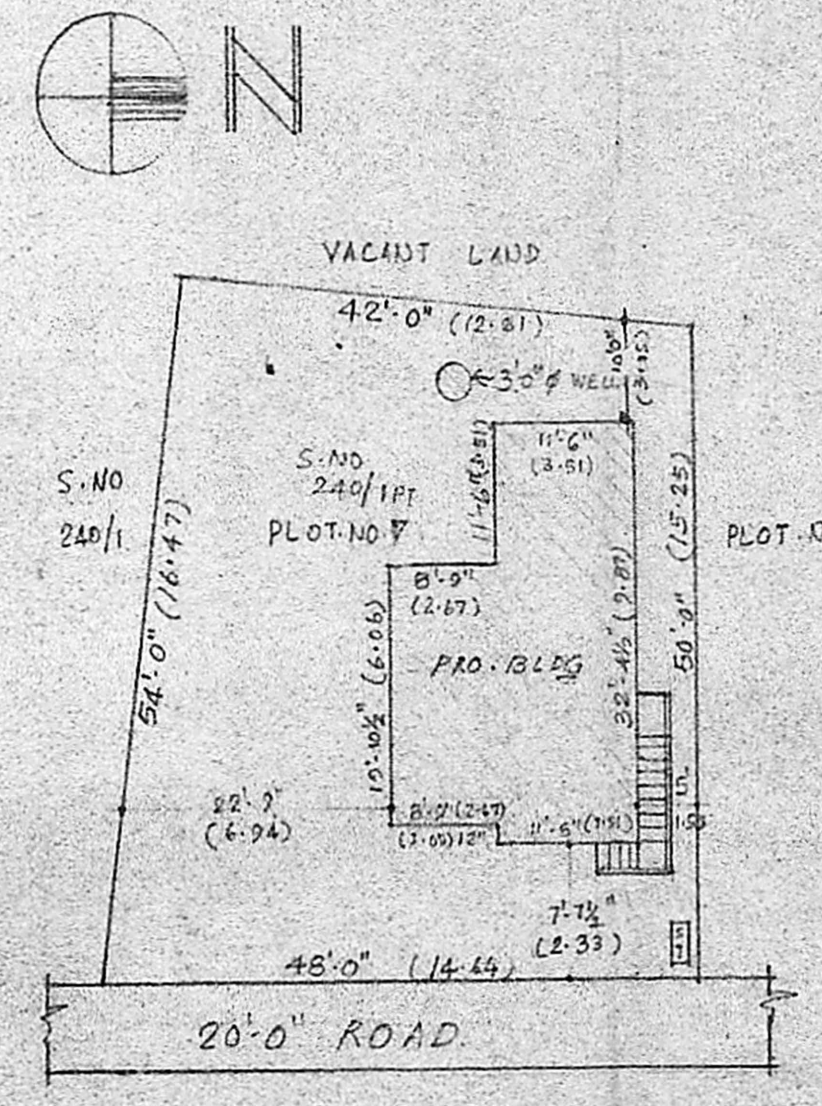 N
VACANT LAND
42'-0" (12.81)
3'0" φ WELL
10'0"
(3.05)
11'-6"
(3.51)
11'-6" (3.51)
S.NO
240/1
S.NO
240/1PT
PLOT.NO.7
PLOT.
54'-0" (16.47)
50'-0" (15.25)
8'-9"
(2.67)
PRO.BLDG
32'-4½" (9.87)
19'-10½" (6.06)
22'-9"
(6.94)
8'-9" (2.67)
12"
11'-6" (3.51)
7'-7½"
(2.33)
48'-0" (14.64)
20'-0" ROAD